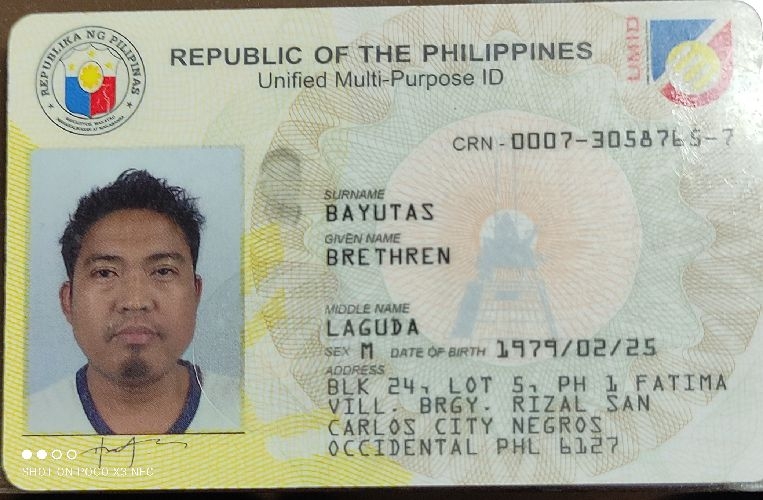 REPUBLIKA NG PILIPINAS
REPUBLIC OF THE PHILIPPINES
Unified Multi-Purpose ID
UMID
CRN - 0007-3058765-7
SURNAME
BAYUTAS
GIVEN NAME
BRETHREN
MIDDLE NAME
LAGUDA
SEX M DATE OF BIRTH 1979/02/25
ADDRESS
BLK 24, LOT 5, PH 1 FATIMA
VILL. BRGY. RIZAL SAN
CARLOS CITY NEGROS
OCCIDENTAL PHL 6127
SHOT ON POCO X3 NFC